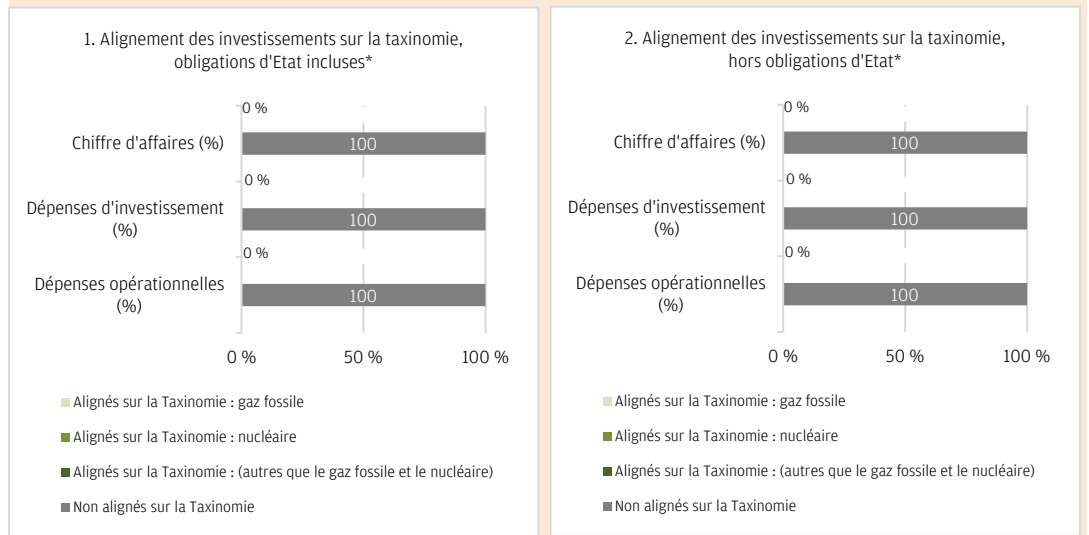 1. Alignement des investissements sur la taxinomie,
obligations d'Etat incluses*
0 %
Chiffre d'affaires (%)
100
0 %
Dépenses d'investissement
(%)
100
0 %
Dépenses opérationnelles
(%)
100
0 %
50 %
100 %
Alignés sur la Taxinomie : gaz fossile
Alignés sur la Taxinomie : nucléaire
Alignés sur la Taxinomie : (autres que le gaz fossile et le nucléaire)
Non alignés sur la Taxinomie
2. Alignement des investissements sur la taxinomie,
hors obligations d'Etat*
0 %
Chiffre d'affaires (%)
100
0 %
Dépenses d'investissement
(%)
100
0 %
Dépenses opérationnelles
(%)
100
0 %
50 %
100 %
Alignés sur la Taxinomie : gaz fossile
Alignés sur la Taxinomie : nucléaire
Alignés sur la Taxinomie : (autres que le gaz fossile et le nucléaire)
Non alignés sur la Taxinomie